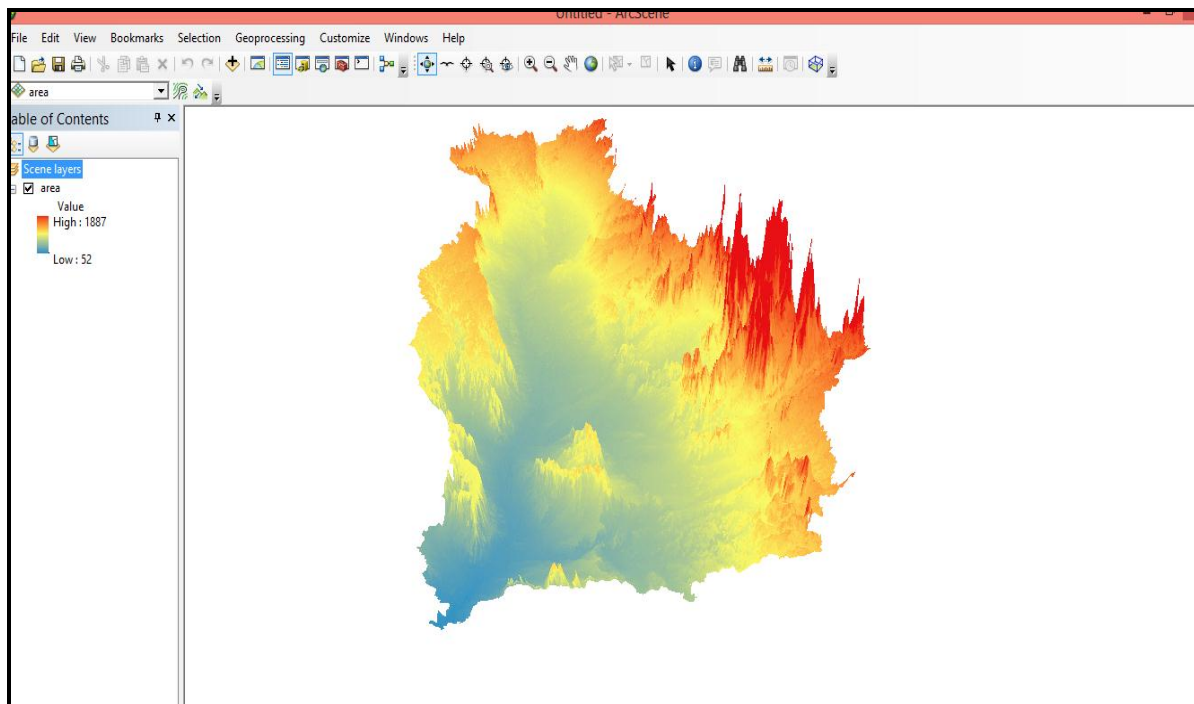 Untitled - ArcScene
File Edit View Bookmarks Selection Geoprocessing Customize Windows Help
area
able of Contents
Scene layers
area
Value
High : 1887
Low : 52